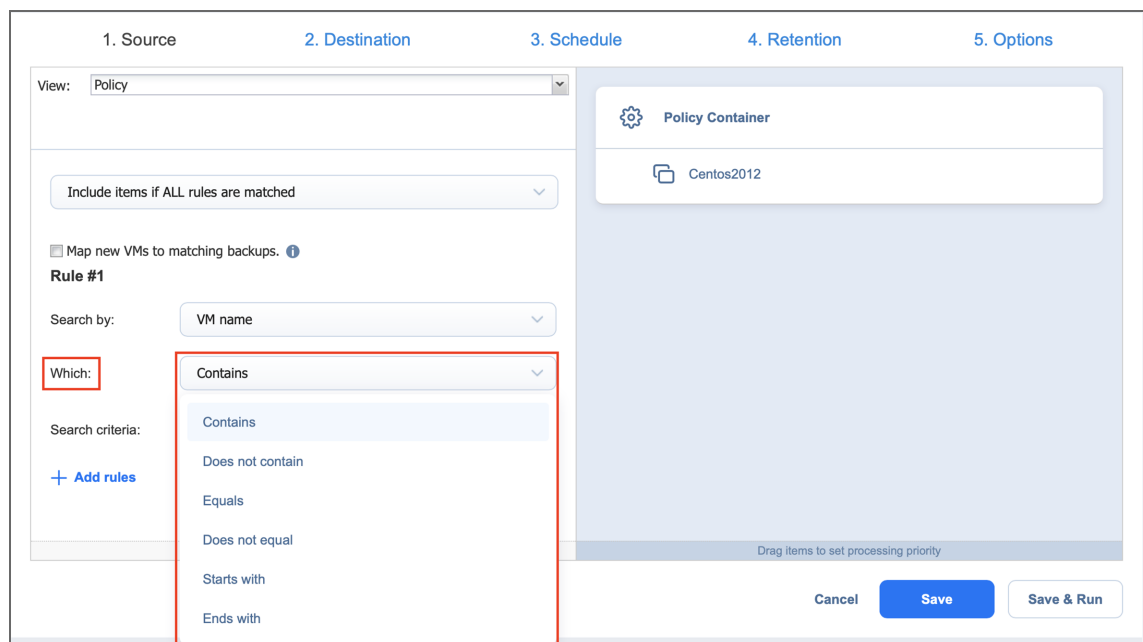 1. Source
2. Destination
3. Schedule
4. Retention
5. Options
View:
Policy
Policy Container
Centos2012
Include items if ALL rules are matched
Map new VMs to matching backups.
Rule #1
Search by:
VM name
Which:
Contains
Search criteria:
Contains
Does not contain
Equals
Does not equal
Starts with
Ends with
+ Add rules
Drag items to set processing priority
Cancel
Save
Save & Run